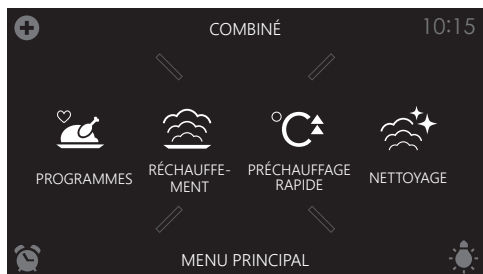 COMBINÉ
10:15
PROGRAMMES
RÉCHAUFFE-
MENT
PRÉCHAUFFAGE
RAPIDE
NETTOYAGE
°C
MENU PRINCIPAL